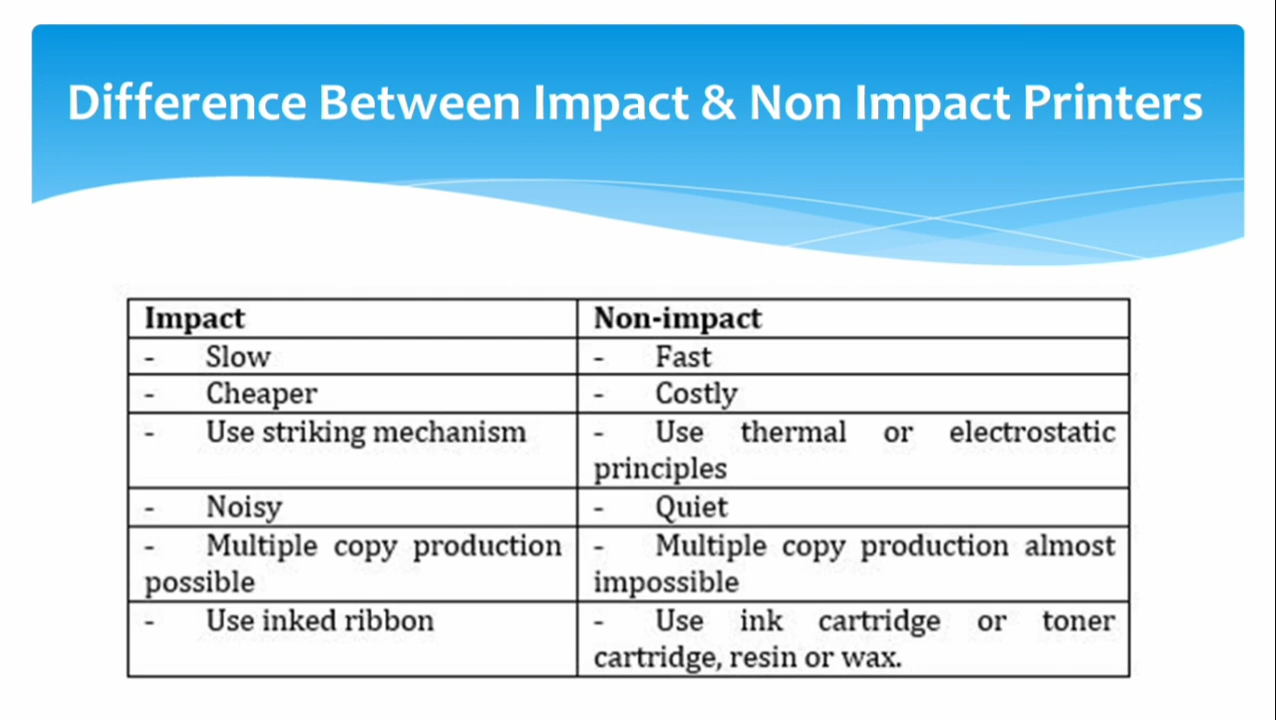 Difference Between Impact & Non Impact Printers
Impact
Non-impact
- Slow
- Fast
- Cheaper
- Costly
- Use striking mechanism
- Use thermal or electrostatic
principles
- Noisy
- Quiet
- Multiple copy production
possible
- Multiple copy production almost
impossible
- Use inked ribbon
- Use ink cartridge or toner
cartridge, resin or wax.